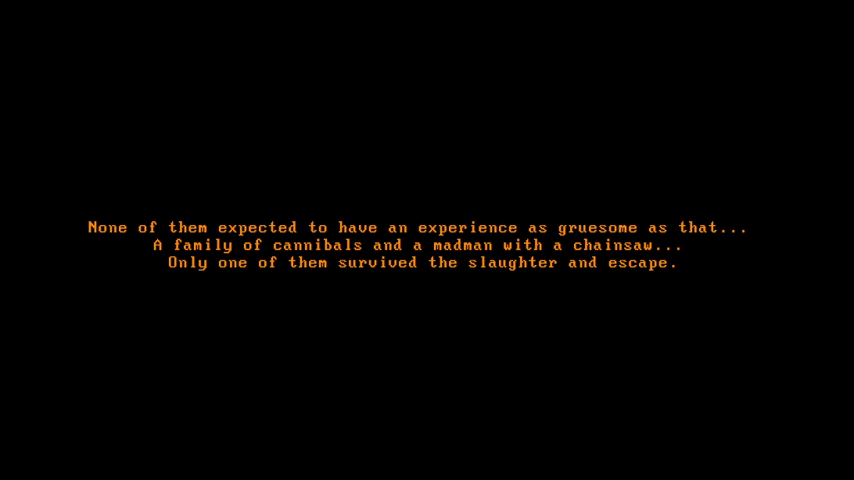 None of them expected to have an experience as gruesome as that...
A family of cannibals and a madman with a chainsaw...
Only one of them survived the slaughter and escape.